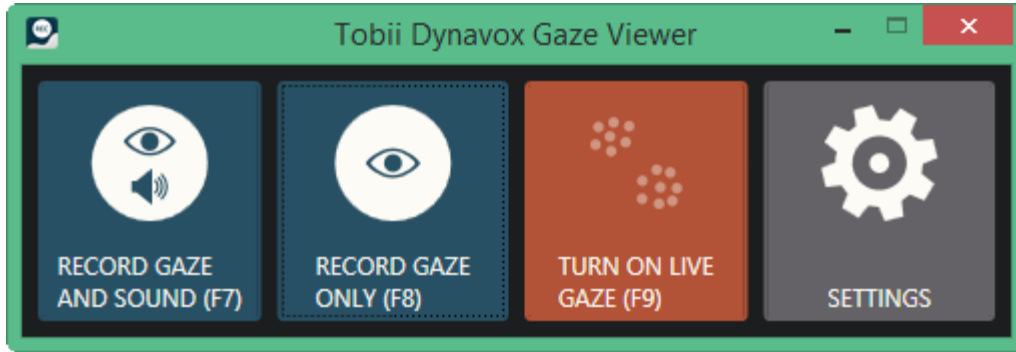 REC
Tobii Dynavox Gaze Viewer
RECORD GAZE
AND SOUND (F7)
RECORD GAZE
ONLY (F8)
TURN ON LIVE
GAZE (F9)
SETTINGS